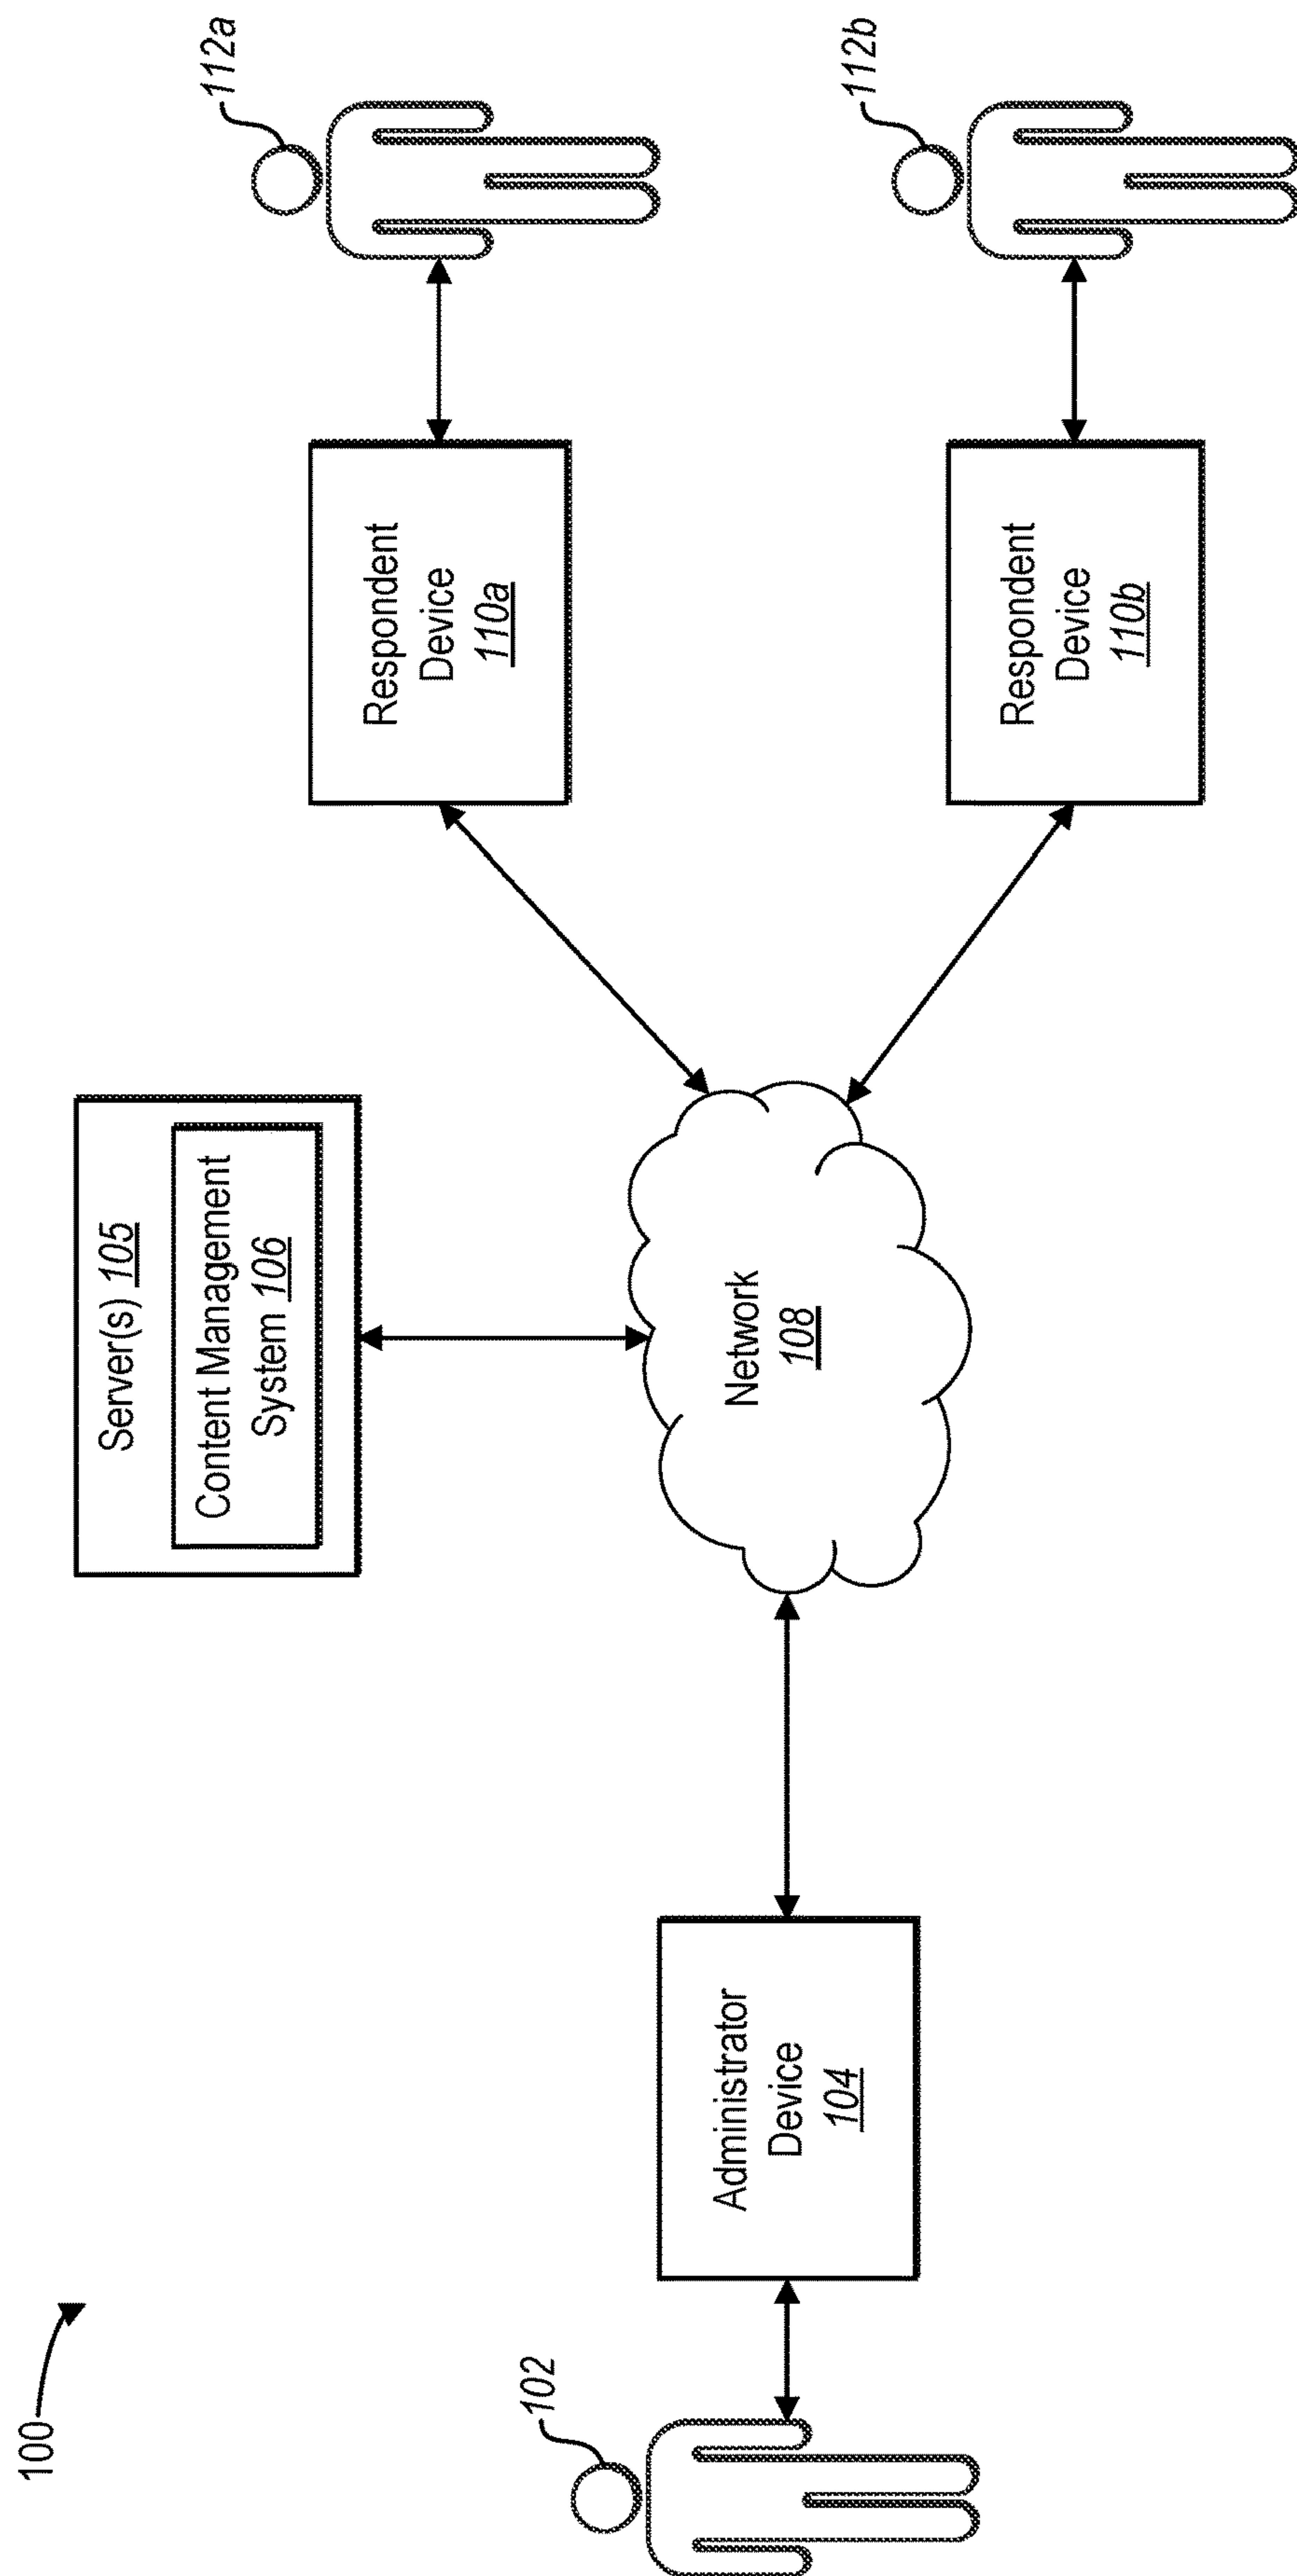 100
Server(s) 105
Content Management
System 106
112a
Respondent
Device
110a
102
Administrator
Device
104
Network
108
112b
Respondent
Device
110b